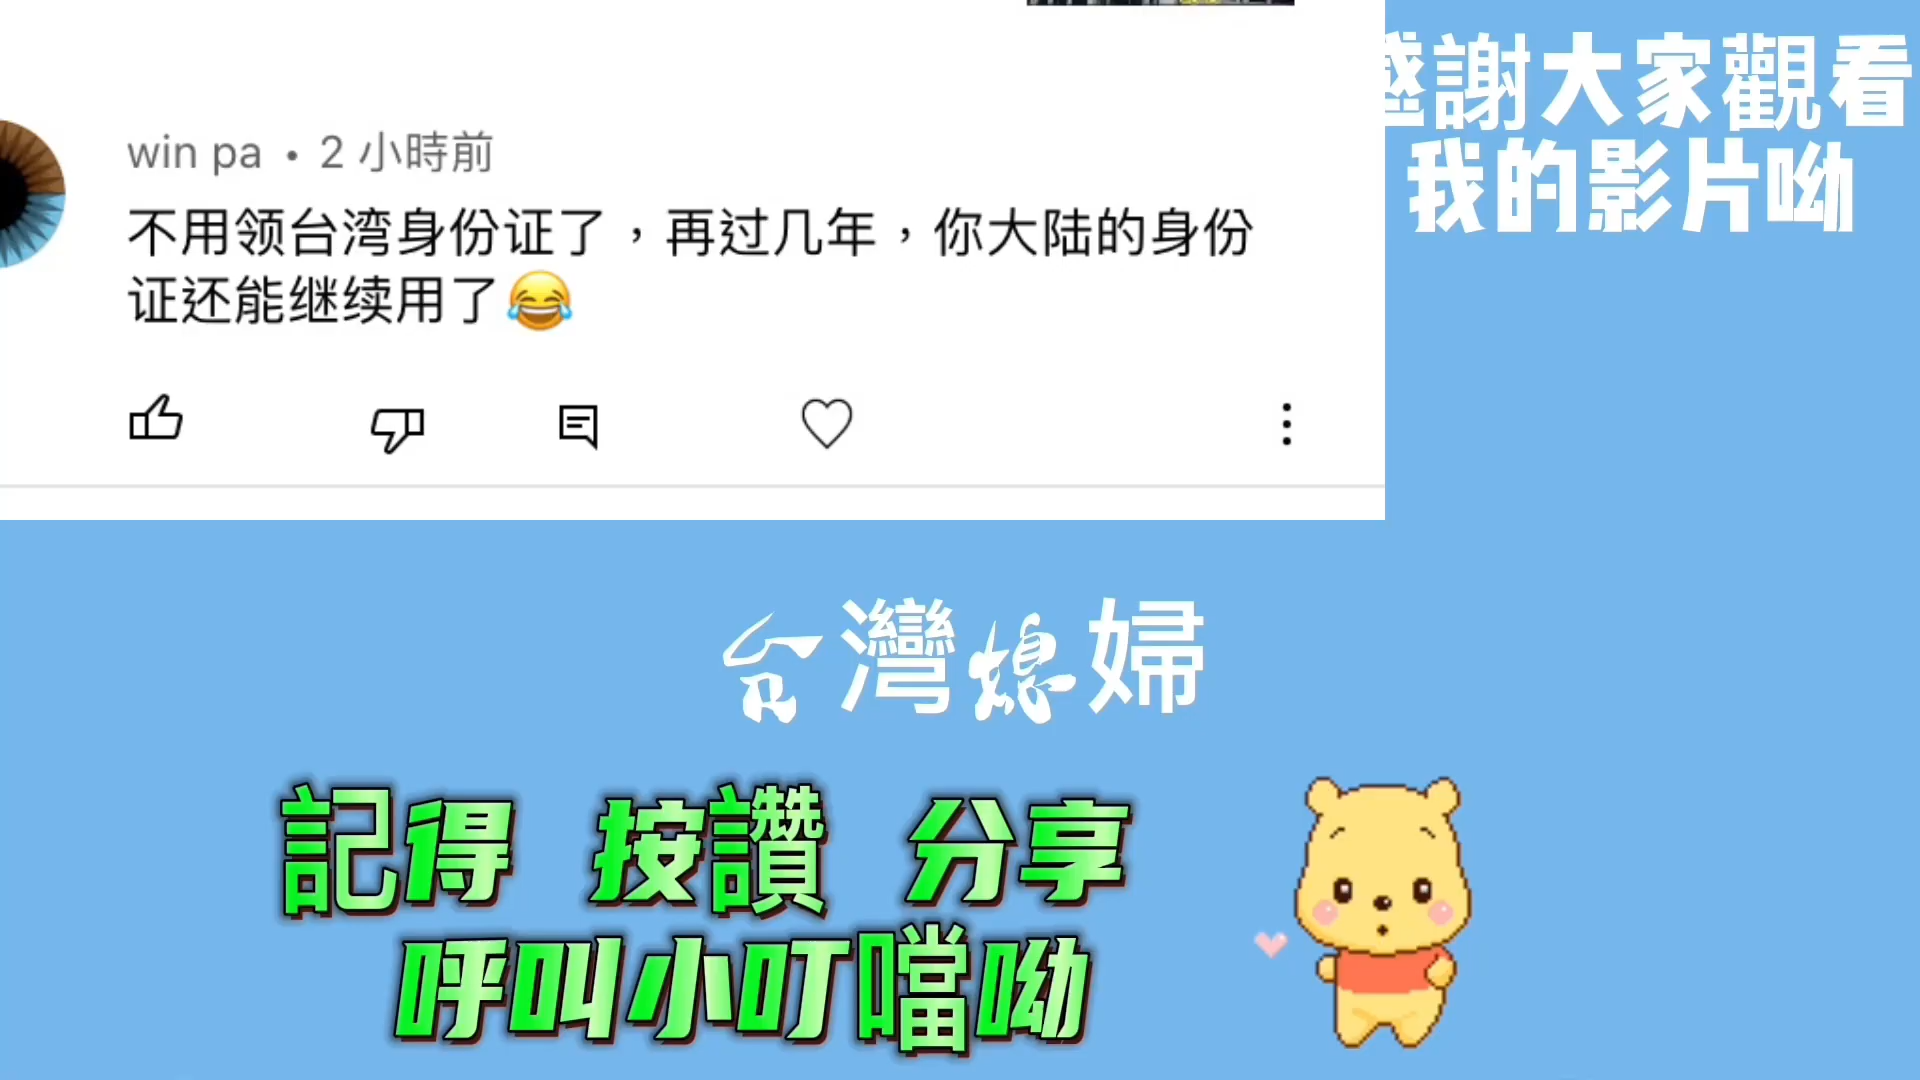 win pa • 2 小時前
不用领台湾身份证了，再过几年，你大陆的身份
证还能继续用了😂
感謝大家觀看
我的影片呦
台灣媳婦
記得 按讚 分享
呼叫小叮噹呦